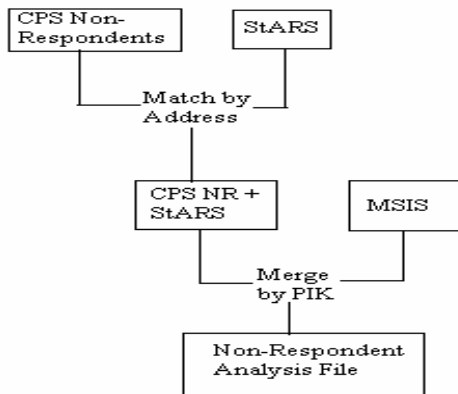 CPS Non-
Respondents
StARS
Match by
Address
CPS NR +
StARS
MSIS
Merge
by PIK
Non-Respondent
Analysis File